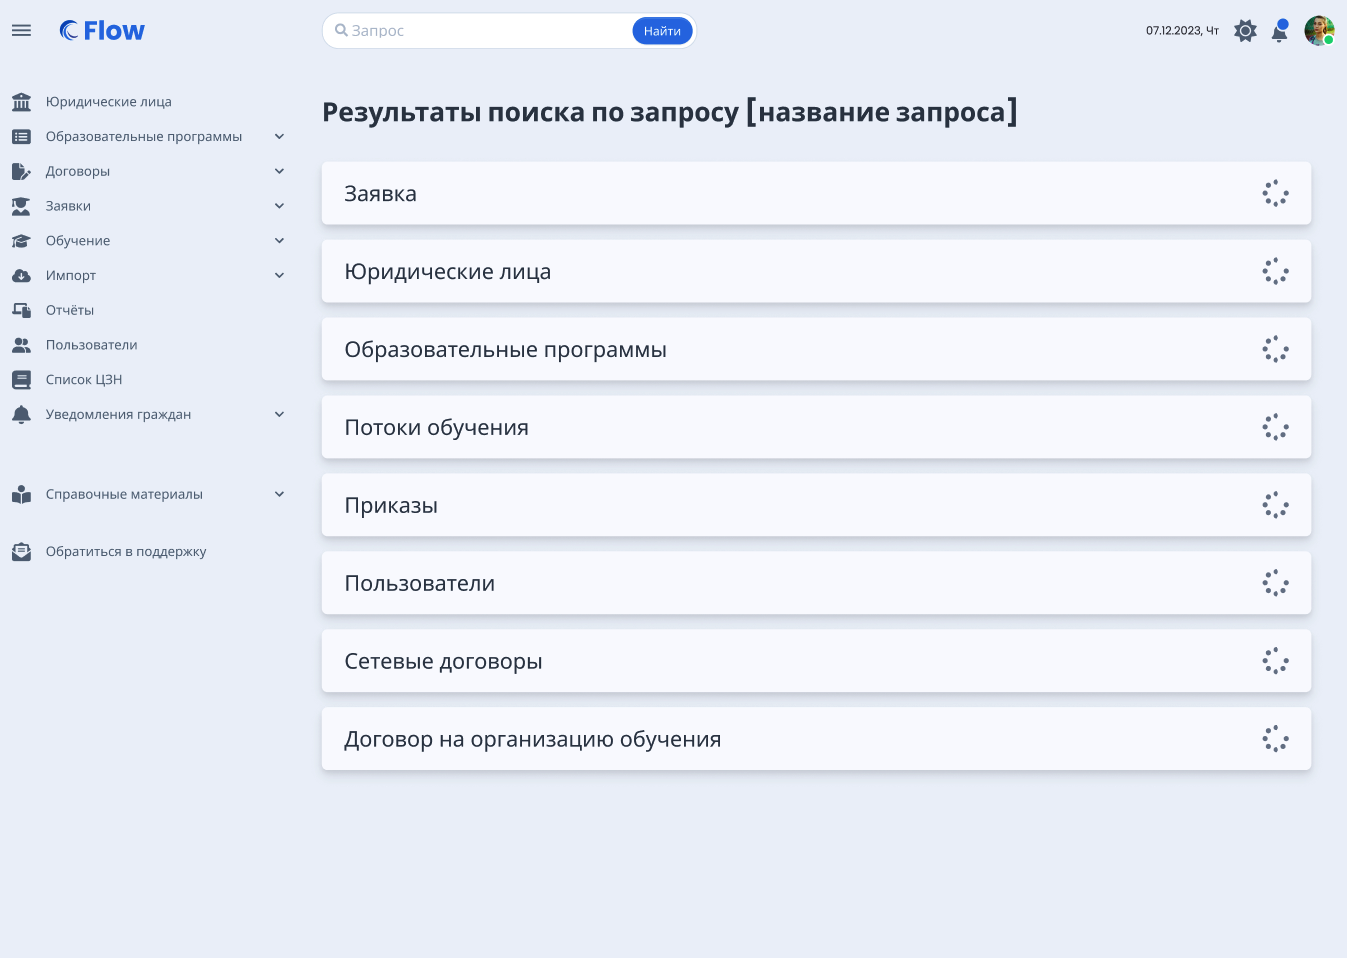 Flow
Запрос
Найти
07.12.2023, Чт
Юридические лица
Образовательные программы
Договоры
Заявки
Обучение
Импорт
Отчёты
Пользователи
Список ЦЗН
Уведомления граждан
Справочные материалы
Обратиться в поддержку
Результаты поиска по запросу [название запроса]
Заявка
Юридические лица
Образовательные программы
Потоки обучения
Приказы
Пользователи
Сетевые договоры
Договор на организацию обучения